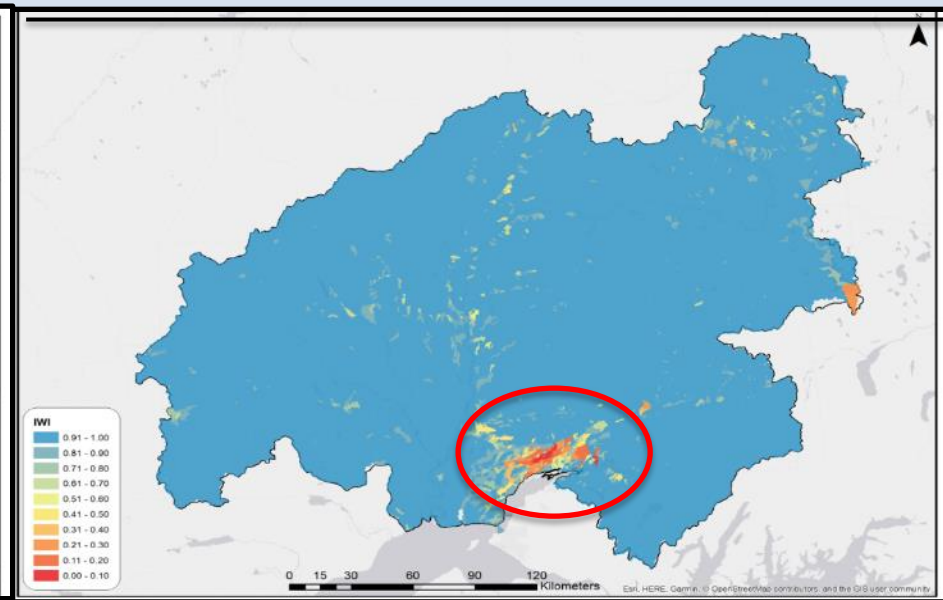 N
IWI
0.91 - 1.00
0.81 - 0.90
0.71 - 0.80
0.61 - 0.70
0.51 - 0.60
0.41 - 0.50
0.31 - 0.40
0.21 - 0.30
0.11 - 0.20
0.00 - 0.10
0 15 30 60 90 120
Kilometers
Esri, HERE, Garmin, © OpenStreetMap contributors, and the GIS user community